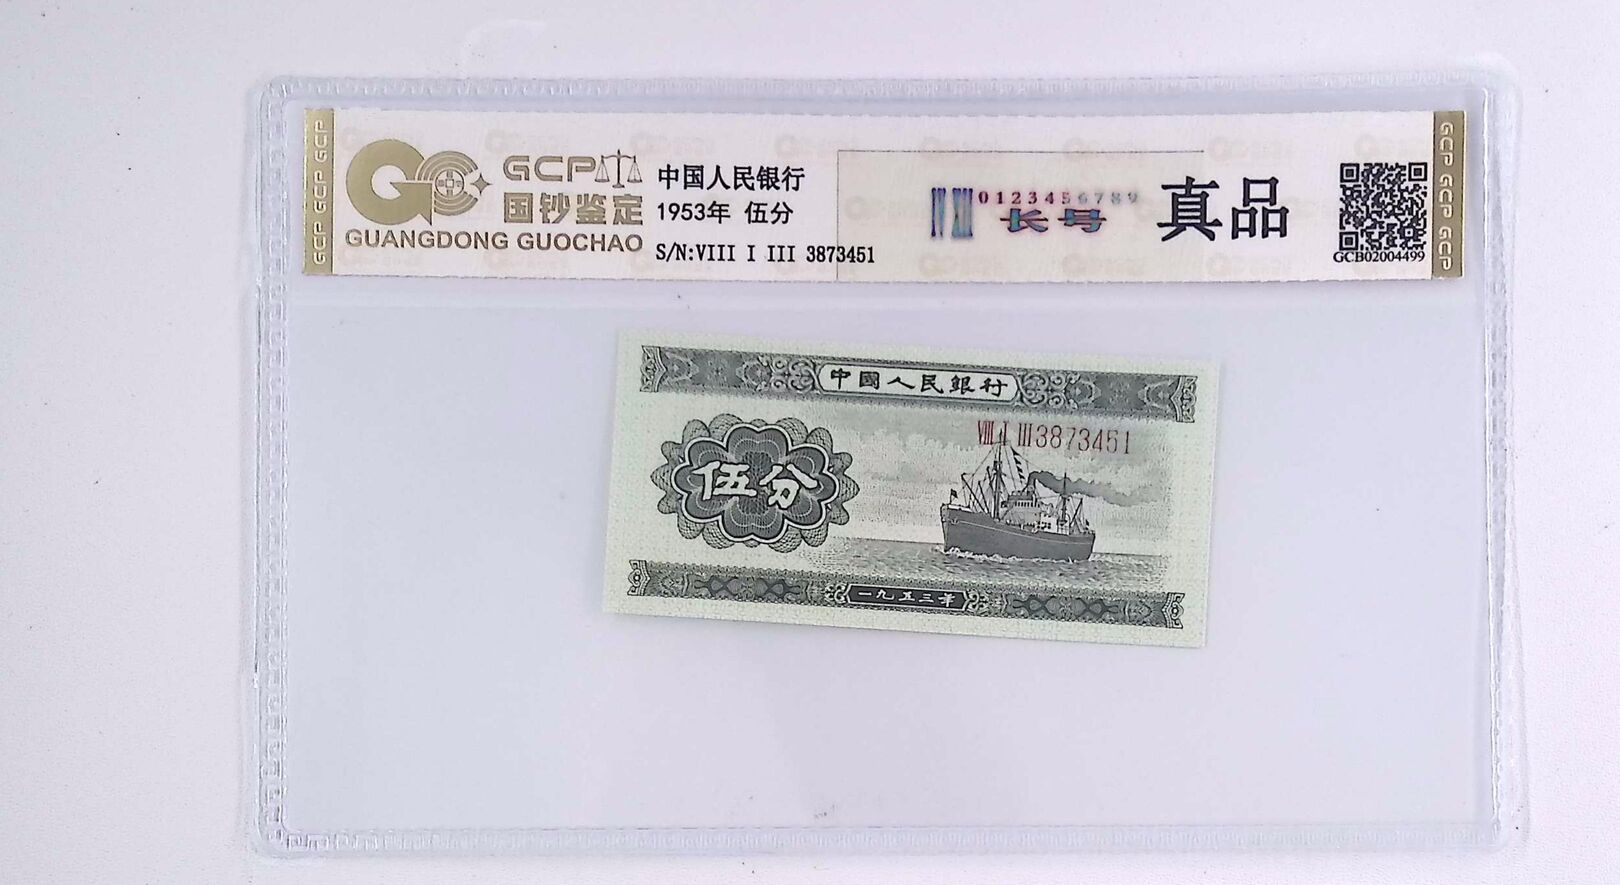 GCP GCP GCP
GCP
国钞鉴定
GUANGDONG GUOCHAO
中国人民银行
1953年 伍分
S/N:VIII I III 3873451
0123456789
长号
真品
GCB02004499
GCP GCP GCP
中國人民銀行
VIII I III 3873451
伍分
一九五三年